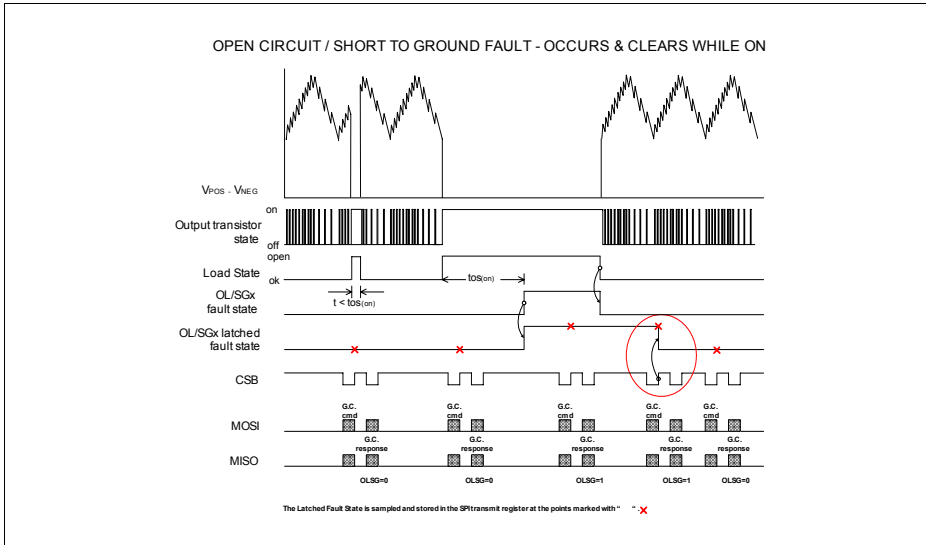 OPEN CIRCUIT / SHORT TO GROUND FAULT - OCCURS & CLEARS WHILE ON
VPOS - VNEG
on
Output transistor
state
off
open
Load State
ok
tos(on)
t < tos(on)
OL/SGx
fault state
OL/SGx latched
fault state
CSB
G.C.
cmd
G.C.
cmd
G.C.
cmd
G.C.
cmd
G.C.
cmd
MOSI
G.C.
response
G.C.
response
G.C.
response
G.C.
response
G.C.
response
MISO
OLSG=0
OLSG=0
OLSG=1
OLSG=1
OLSG=0
The Latched Fault State is sampled and stored in the SPI transmit register at the points marked with “ “ .